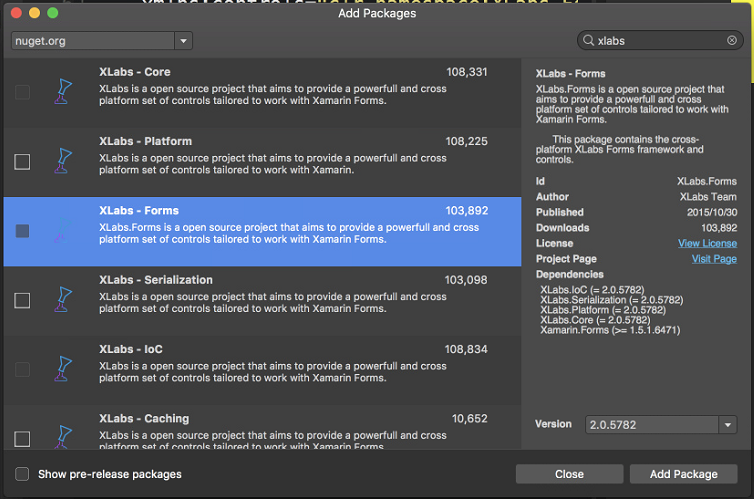 Add Packages
nuget.org
xlabs
XLabs - Core 108,331
XLabs is a open source project that aims to provide a powerfull and cross
platform set of controls tailored to work with Xamarin Forms.
XLabs - Platform 108,225
XLabs is a open source project that aims to provide a powerfull and cross
platform set of controls tailored to work with Xamarin.
XLabs - Forms 103,892
XLabs.Forms is a open source project that aims to provide a powerfull and cross
platform set of controls tailored to work with Xamarin Forms.
XLabs - Serialization 103,098
XLabs is a open source project that aims to provide a powerfull and cross
platform set of controls tailored to work with Xamarin Forms.
XLabs - IoC 108,834
XLabs is a open source project that aims to provide a powerfull and cross
platform set of controls tailored to work with Xamarin Forms.
XLabs - Caching 10,652
XLabs is a open source project that aims to provide a powerfull and cross
platform set of controls tailored to work with Xamarin Forms.
XLabs - Forms
XLabs.Forms is a open source project that
aims to provide a powerfull and cross
platform set of controls tailored to work with
Xamarin Forms.
This package contains the cross-
platform XLabs Forms framework and
controls.
Id XLabs.Forms
Author XLabs Team
Published 2015/10/30
Downloads 103,892
License View License
Project Page Visit Page
Dependencies
XLabs.IoC (= 2.0.5782)
XLabs.Serialization (= 2.0.5782)
XLabs.Platform (= 2.0.5782)
XLabs.Core (= 2.0.5782)
Xamarin.Forms (>= 1.5.1.6471)
Version 2.0.5782
Show pre-release packages
Close
Add Package